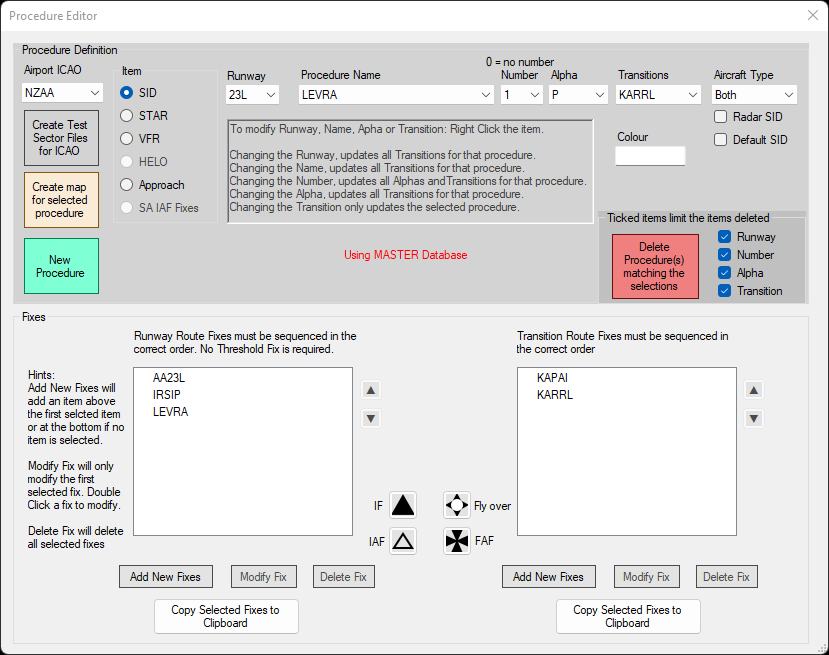 Procedure Editor
Procedure Definition
Airport ICAO
NZAA
Create Test
Sector Files
for ICAO
Create map
for selected
procedure
New
Procedure
Item
SID
STAR
VFR
HELO
Approach
SA IAF Fixes
Runway
23L
Procedure Name
LEVRA
0 = no number
Number
1
Alpha
P
Transitions
KARRL
Aircraft Type
Both
Radar SID
Default SID
Colour
To modify Runway, Name, Apha or Transition: Right Click the item.
Changing the Runway, updates all Transitions for that procedure.
Changing the Name, updates all Transitions for that procedure.
Changing the Number, updates all Alphas and Transitions for that procedure.
Changing the Alpha, updates all Transitions for that procedure.
Changing the Transition only updates the selected procedure.
Using MASTER Database
Ticked items limit the items deleted
Delete
Procedure(s)
matching the
selections
Runway
Number
Alpha
Transition
Fixes
Hints:
Add New Fixes will
add an item above
the first selcted item
or at the bottom if no
item is selected.
Modify Fix will only
modify the first
selected fix. Double
Click a fix to modify.
Delete Fix will delete
all selected fixes
Runway Route Fixes must be sequenced in the
correct order. No Threshold Fix is required.
AA23L
IRSIP
LEVRA
IF
IAF
Fly over
FAF
Add New Fixes
Modify Fix
Delete Fix
Copy Selected Fixes to
Clipboard
Transition Route Fixes must be sequenced in
the correct order
KAPAI
KARRL
Add New Fixes
Modify Fix
Delete Fix
Copy Selected Fixes to
Clipboard